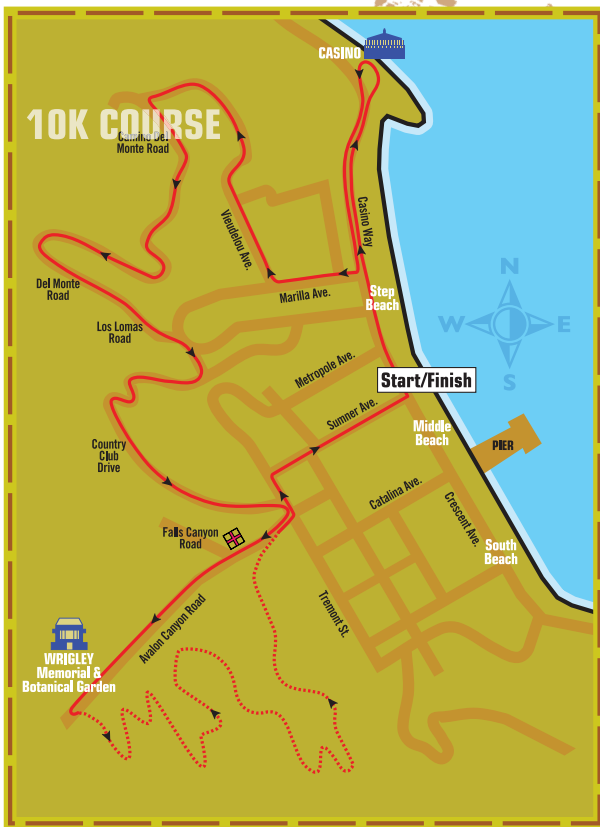 CASINO
10K COURSE
Camino Del
Monte Road
Vieudelou Ave.
Casino Way
Del Monte
Road
Marilla Ave.
Step
Beach
Los Lomas
Road
N
W
E
S
Metropole Ave.
Start/Finish
Sumner Ave.
Middle
Beach
PIER
Country
Club
Drive
Catalina Ave.
Crescent Ave.
Falls Canyon
Road
South
Beach
Avalon Canyon Road
Tremont St.
WRIGLEY
Memorial &
Botanical Garden